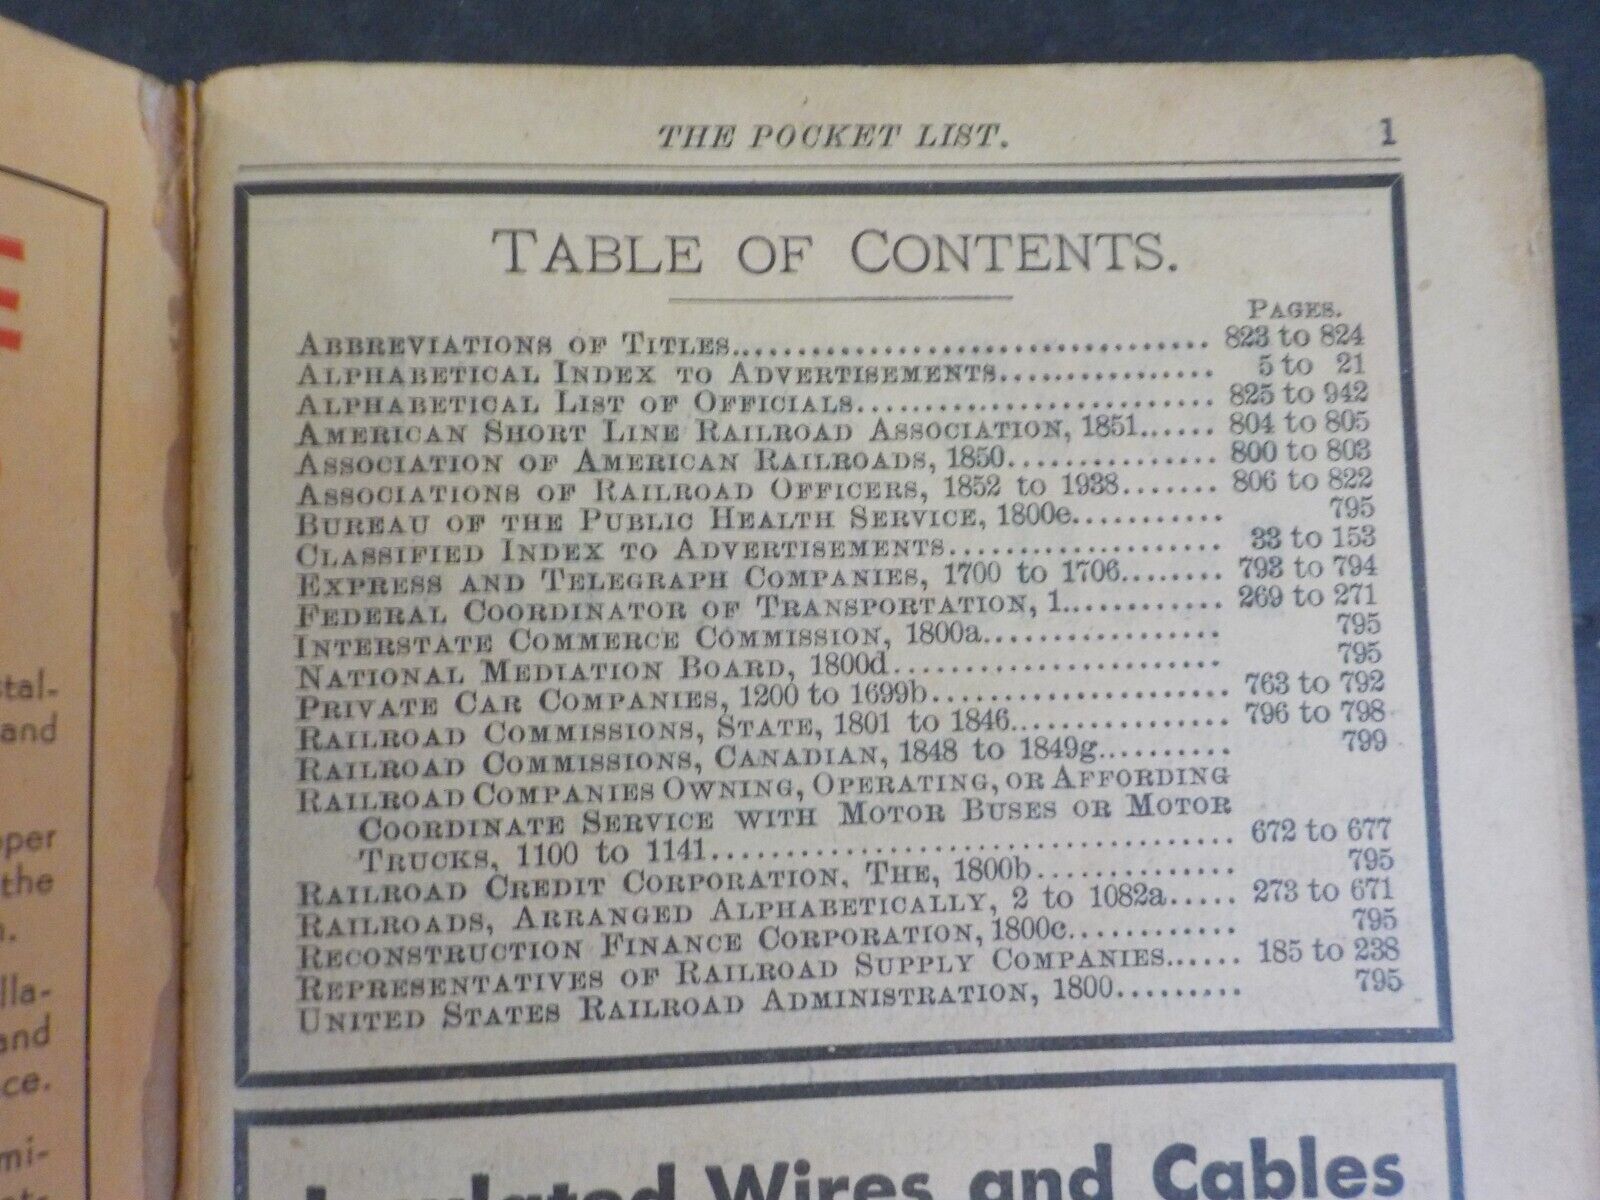 THE POCKET LIST. 1
TABLE OF CONTENTS.
PAGES.
ABBREVIATIONS OF TITLES.................................... 823 to 824
ALPHABETICAL INDEX TO ADVERTISEMENTS................ 5 to 21
ALPHABETICAL LIST OF OFFICIALS........................... 825 to 942
AMERICAN SHORT LINE RAILROAD ASSOCIATION, 1851...... 804 to 805
ASSOCIATION OF AMERICAN RAILROADS, 1850............... 800 to 803
ASSOCIATIONS OF RAILROAD OFFICERS, 1852 to 1938....... 806 to 822
BUREAU OF THE PUBLIC HEALTH SERVICE, 1800e............ 795
CLASSIFIED INDEX TO ADVERTISEMENTS..................... 33 to 153
EXPRESS AND TELEGRAPH COMPANIES, 1700 to 1706........ 793 to 794
FEDERAL COORDINATOR OF TRANSPORTATION, 1............ 269 to 271
INTERSTATE COMMERCE COMMISSION, 1800a.................. 795
NATIONAL MEDIATION BOARD, 1800d......................... 795
PRIVATE CAR COMPANIES, 1200 to 1699b....................... 763 to 792
RAILROAD COMMISSIONS, STATE, 1801 to 1846................ 796 to 798
RAILROAD COMMISSIONS, CANADIAN, 1848 to 1849g.......... 799
RAILROAD COMPANIES OWNING, OPERATING, OR AFFORDING
COORDINATE SERVICE WITH MOTOR BUSES OR MOTOR
TRUCKS, 1100 to 1141........................................ 672 to 677
RAILROAD CREDIT CORPORATION, THE, 1800b............... 795
RAILROADS, ARRANGED ALPHABETICALLY, 2 to 1082a..... 273 to 671
RECONSTRUCTION FINANCE CORPORATION, 1800c............ 795
REPRESENTATIVES OF RAILROAD SUPPLY COMPANIES...... 185 to 238
UNITED STATES RAILROAD ADMINISTRATION, 1800......... 795
Insulated Wires and Cables
E
tal-
and
pper
the
n.
lla-
and
ce.
mi-